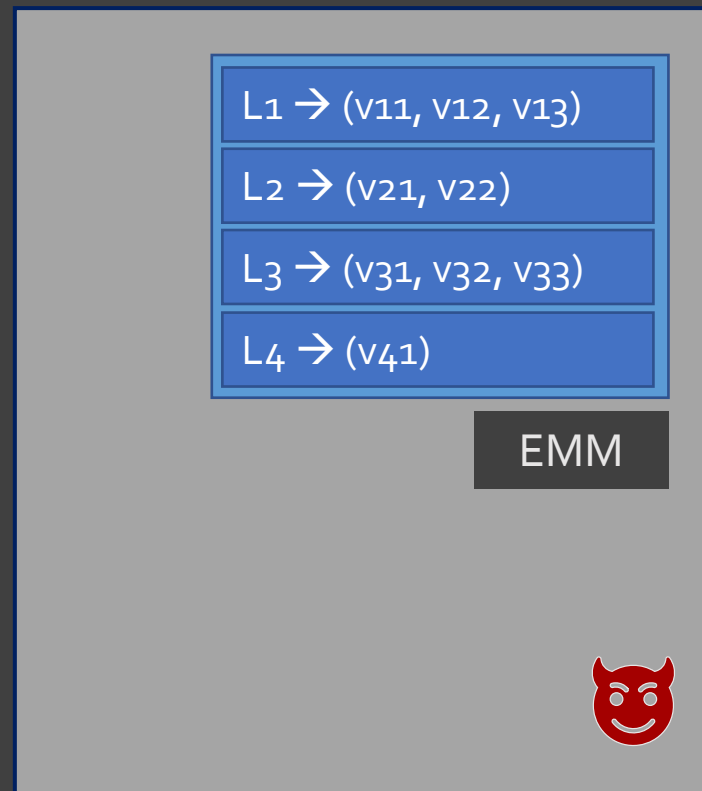 L1 → (v11, v12, v13)
L2 → (v21, v22)
L3 → (v31, v32, v33)
L4 → (v41)
EMM